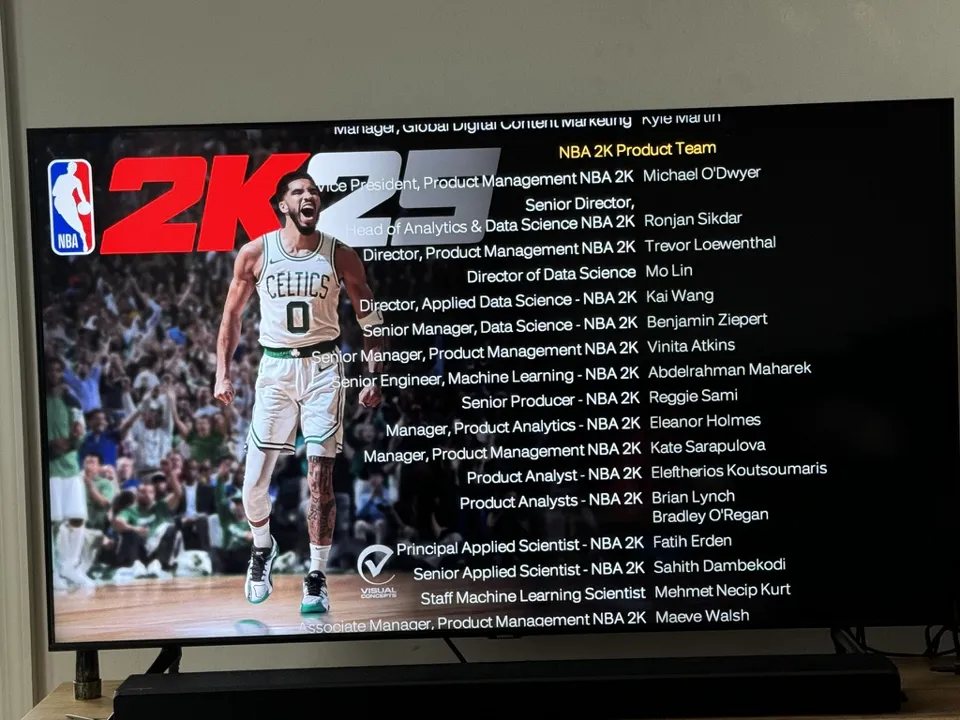 Manager, Global Digital Content Marketing Kyle Martin
NBA 2K Product Team
NBA
2K25
Vice President, Product Management NBA 2K Michael O'Dwyer
Senior Director,
Head of Analytics & Data Science NBA 2K Ronjan Sikdar
Director, Product Management NBA 2K Trevor Loewenthal
Director of Data Science Mo Lin
Director, Applied Data Science - NBA 2K Kai Wang
CELTICS
0
Senior Manager, Data Science - NBA 2K Benjamin Ziepert
Senior Manager, Product Management NBA 2K Vinita Atkins
Senior Engineer, Machine Learning - NBA 2K Abdelrahman Maharek
Senior Producer - NBA 2K Reggie Sami
Manager, Product Analytics - NBA 2K Eleanor Holmes
Manager, Product Management NBA 2K Kate Sarapulova
Product Analyst - NBA 2K Eleftherios Koutsoumaris
Product Analysts - NBA 2K Brian Lynch
Bradley O'Regan
Principal Applied Scientist - NBA 2K Fatih Erden
Senior Applied Scientist - NBA 2K Sahith Dambekodi
VISUAL
CONCEPTS
Staff Machine Learning Scientist Mehmet Necip Kurt
Associate Manager, Product Management NBA 2K Maeve Walsh